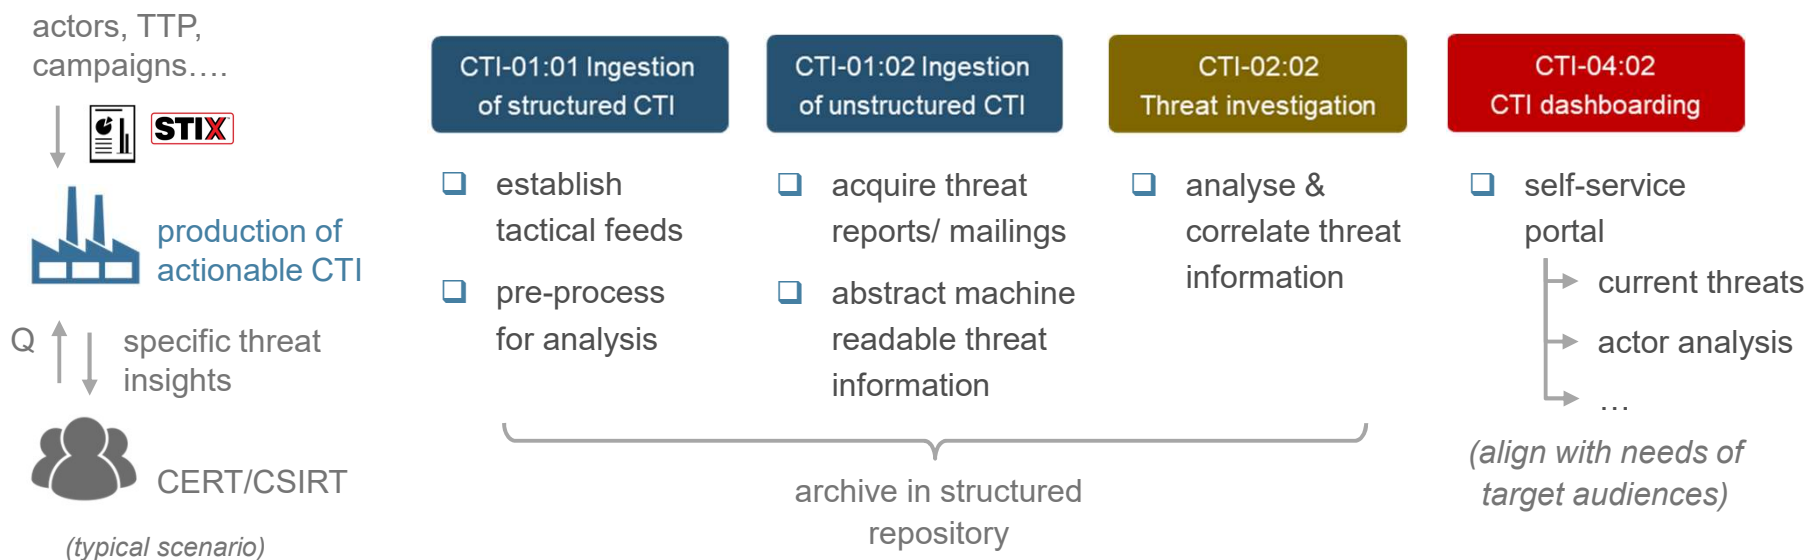 actors, TTP,
campaigns....
STIX
production of
actionable CTI
Q
specific threat
insights
CERT/CSIRT
(typical scenario)
CTI-01:01 Ingestion
of structured CTI
establish
tactical feeds
pre-process
for analysis
CTI-01:02 Ingestion
of unstructured CTI
acquire threat
reports/ mailings
abstract machine
readable threat
information
CTI-02:02
Threat investigation
analyse &
correlate threat
information
archive in structured
repository
CTI-04:02
CTI dashboarding
self-service
portal
current threats
actor analysis
...
(align with needs of
target audiences)